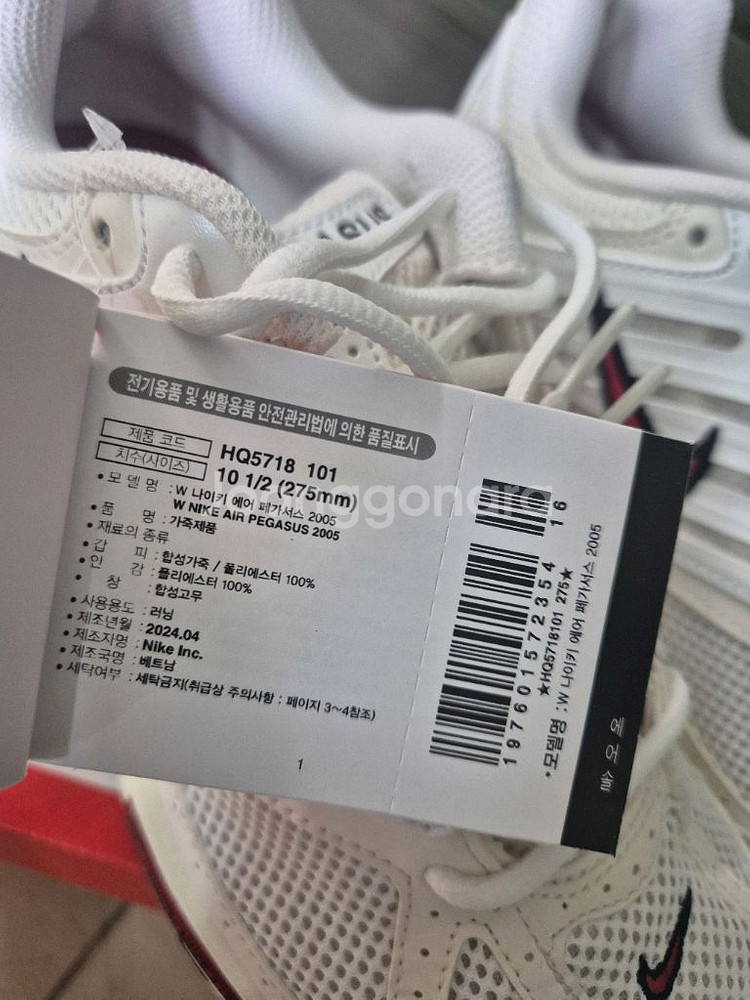 ASUS
전기용품 및 생활용품 안전관리법에 의한 품질표시
제품 코드 HQ5718 101
치수(사이즈) 10 1/2 (275mm)
• 모 델 명 : W 나이키 에어 페가서스 2005
W NIKE AIR PEGASUS 2005
• 품 명 : 가죽제품
• 재료의 종류
• 갑 피 : 합성가죽 / 폴리에스터 100%
• 안 감 : 폴리에스터 100%
• 창 : 합성고무
• 사용용도 : 러닝
• 제조년월 : 2024.04
• 제조자명 : Nike Inc.
• 제조국명 : 베트남
• 세탁여부 : 세탁금지(취급상 주의사항 : 페이지 3~4참조)
1
16
197601572354
★HQ5718101 275★
• 모델명 : W 나이키 에어 페가서스 2005
에어솔
joonggonara